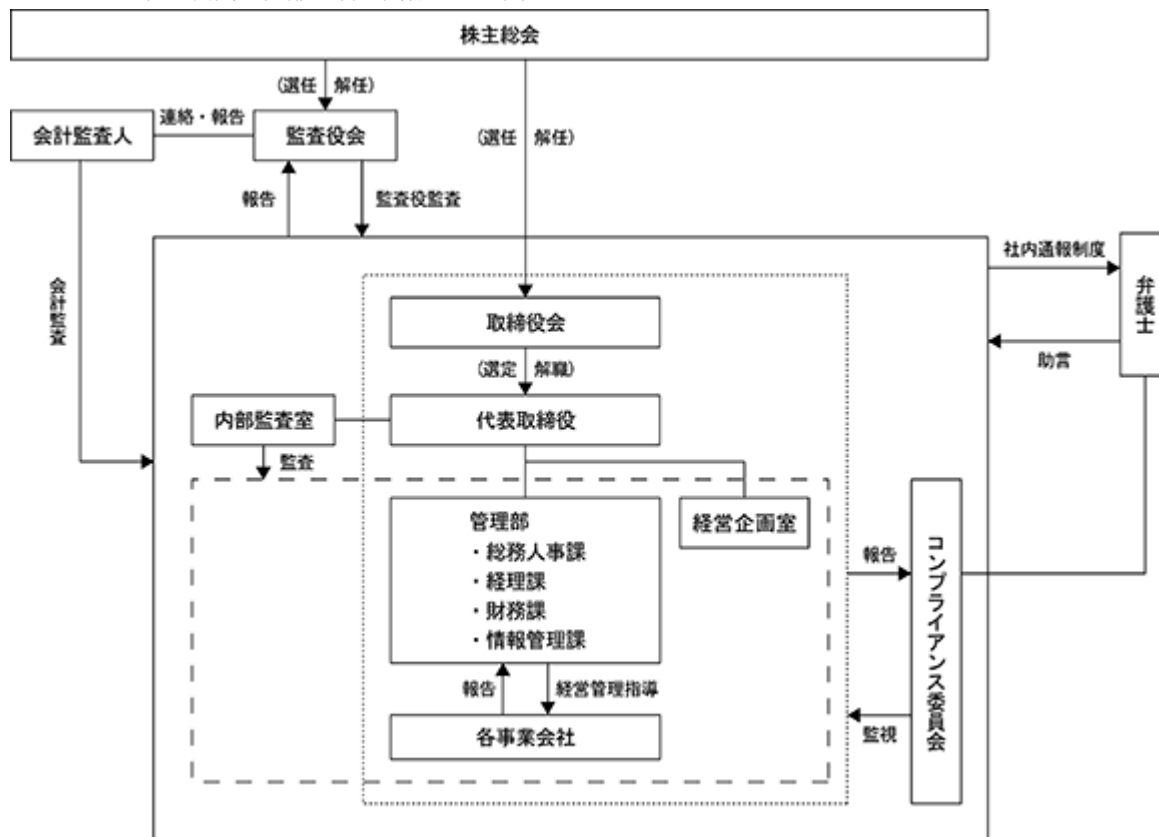 株主総会
(選任 解任)
会計監査人
連絡・報告
監査役会
(選任 解任)
報告
監査役監査
社内通報制度
弁護士
助言
会計監査
取締役会
(選定 解職)
内部監査室
代表取締役
監査
管理部
・総務人事課
・経理課
・財務課
・情報管理課
経営企画室
報告
コンプライアンス委員会
報告
経営管理指導
監視
各事業会社